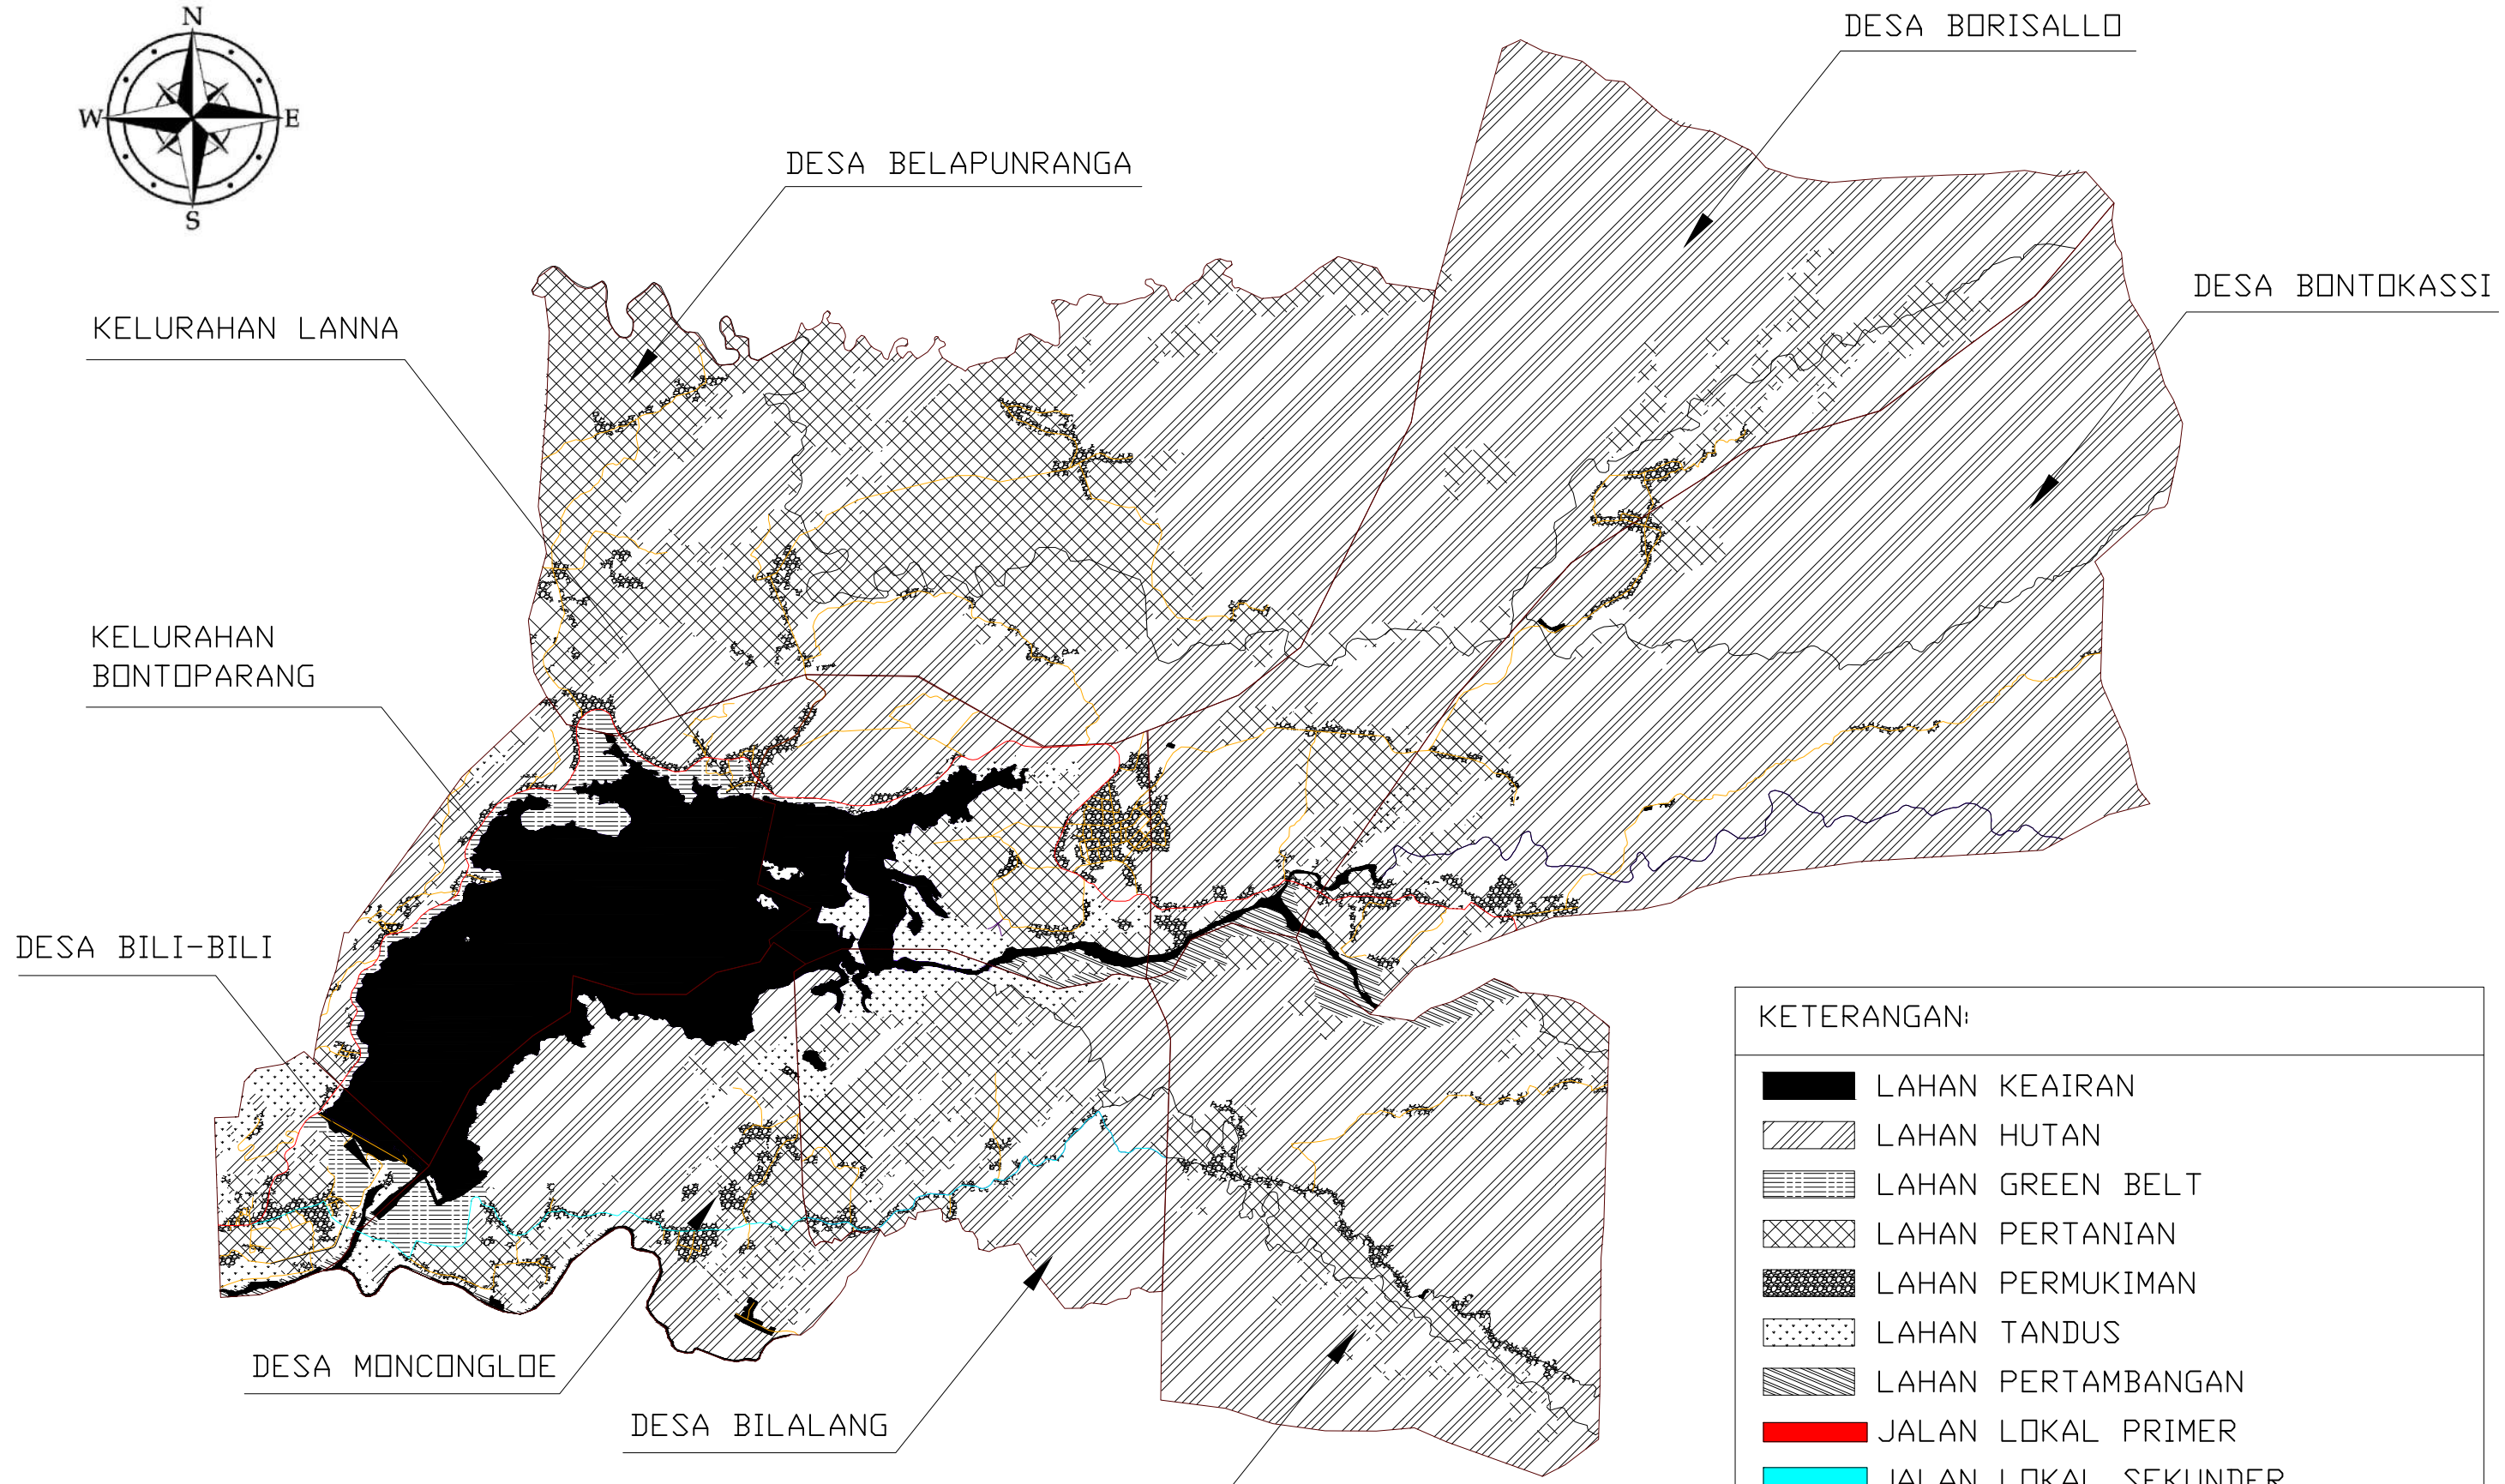 N
W
E
S
DESA BORISALLO
DESA BELAPUNRANGA
DESA BONTOKASSI
KELURAHAN LANNA
KELURAHAN
BONTOPARANG
DESA BILI-BILI
DESA MONCONGLOE
DESA BILALANG
KETERANGAN:
LAHAN KEAIRAN
LAHAN HUTAN
LAHAN GREEN BELT
LAHAN PERTANIAN
LAHAN PERMUKIMAN
LAHAN TANDUS
LAHAN PERTAMBANGAN
JALAN LOKAL PRIMER
JALAN LOKAL SEKUNDER